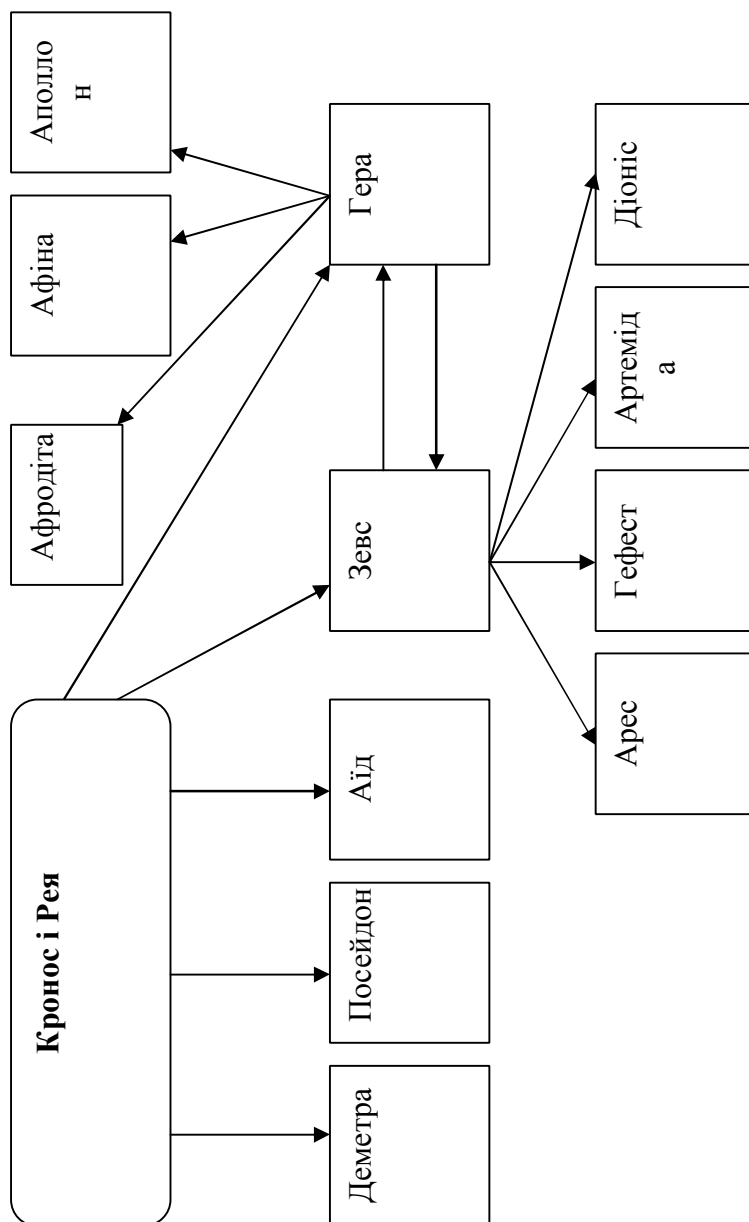 Кронос і Рея
Деметра
Посейдон
Аїд
Зевс
Гера
Афродіта
Афіна
Аполло
н
Арес
Гефест
Артемід
а
Діоніс